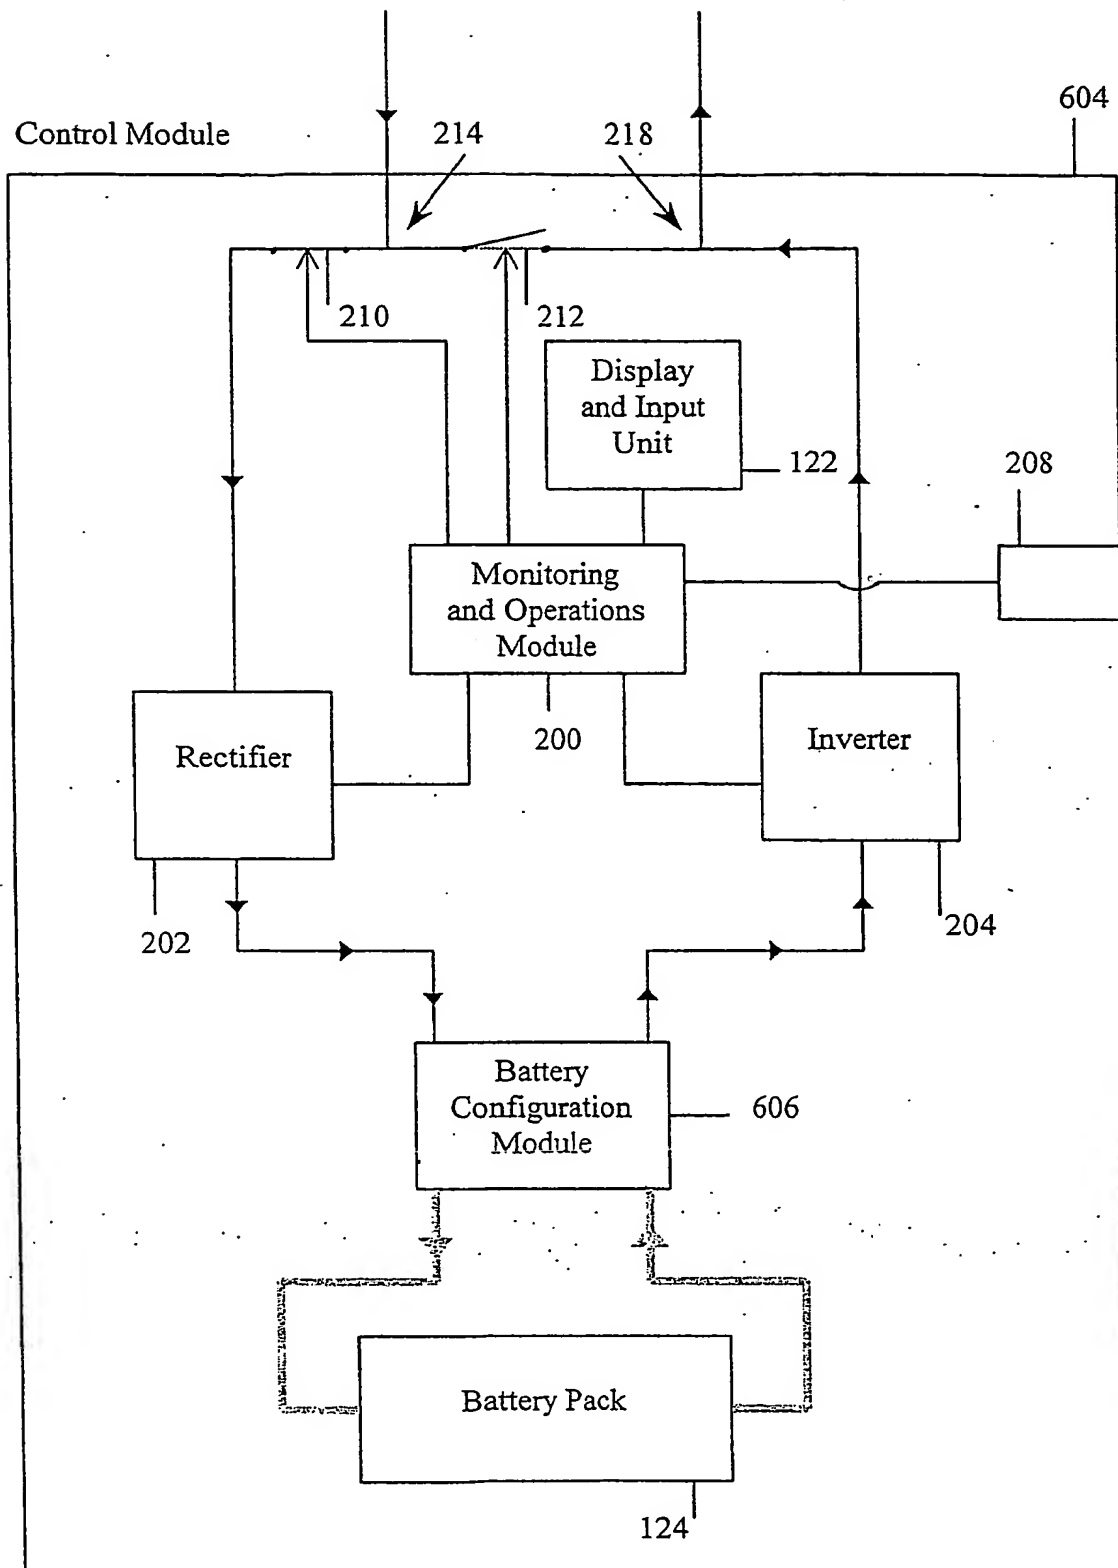 604
Control Module
214
218
210
212
Display
and Input
Unit
122
208
Monitoring
and Operations
Module
200
Rectifier
Inverter
202
204
Battery
Configuration
Module
606
Battery Pack
124